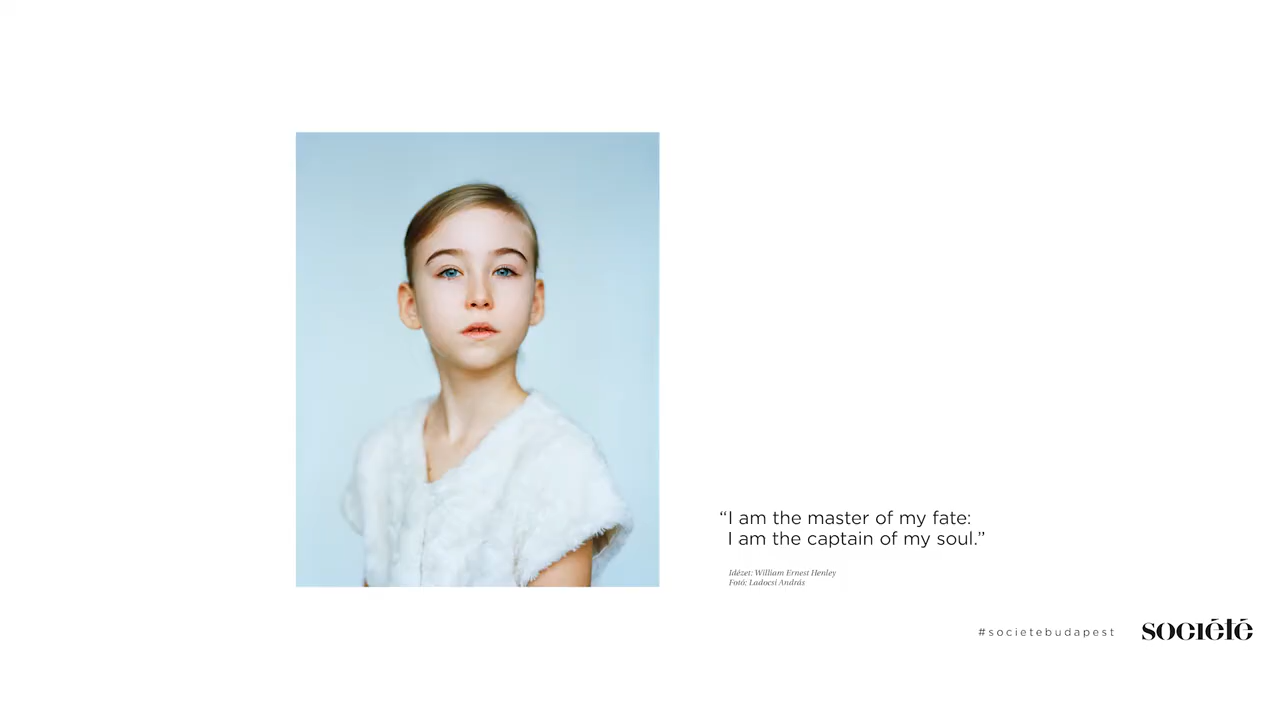 “I am the master of my fate:
I am the captain of my soul.”
Idézet: William Ernest Henley
Fotó: Ladocsi András
#societebudapest
société